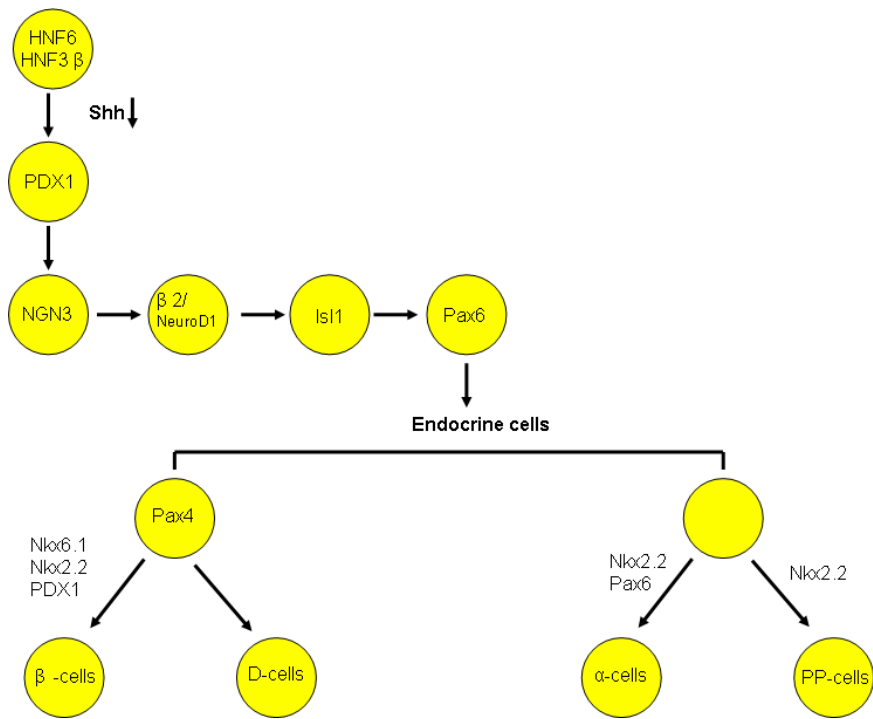 HNF6
HNF3 β
Shh
PDX1
NGN3
β 2/
NeuroD1
Isl1
Pax6
Endocrine cells
Pax4
Nkx6.1
Nkx2.2
PDX1
Nkx2.2
Pax6
Nkx2.2
β -cells
D-cells
α-cells
PP-cells